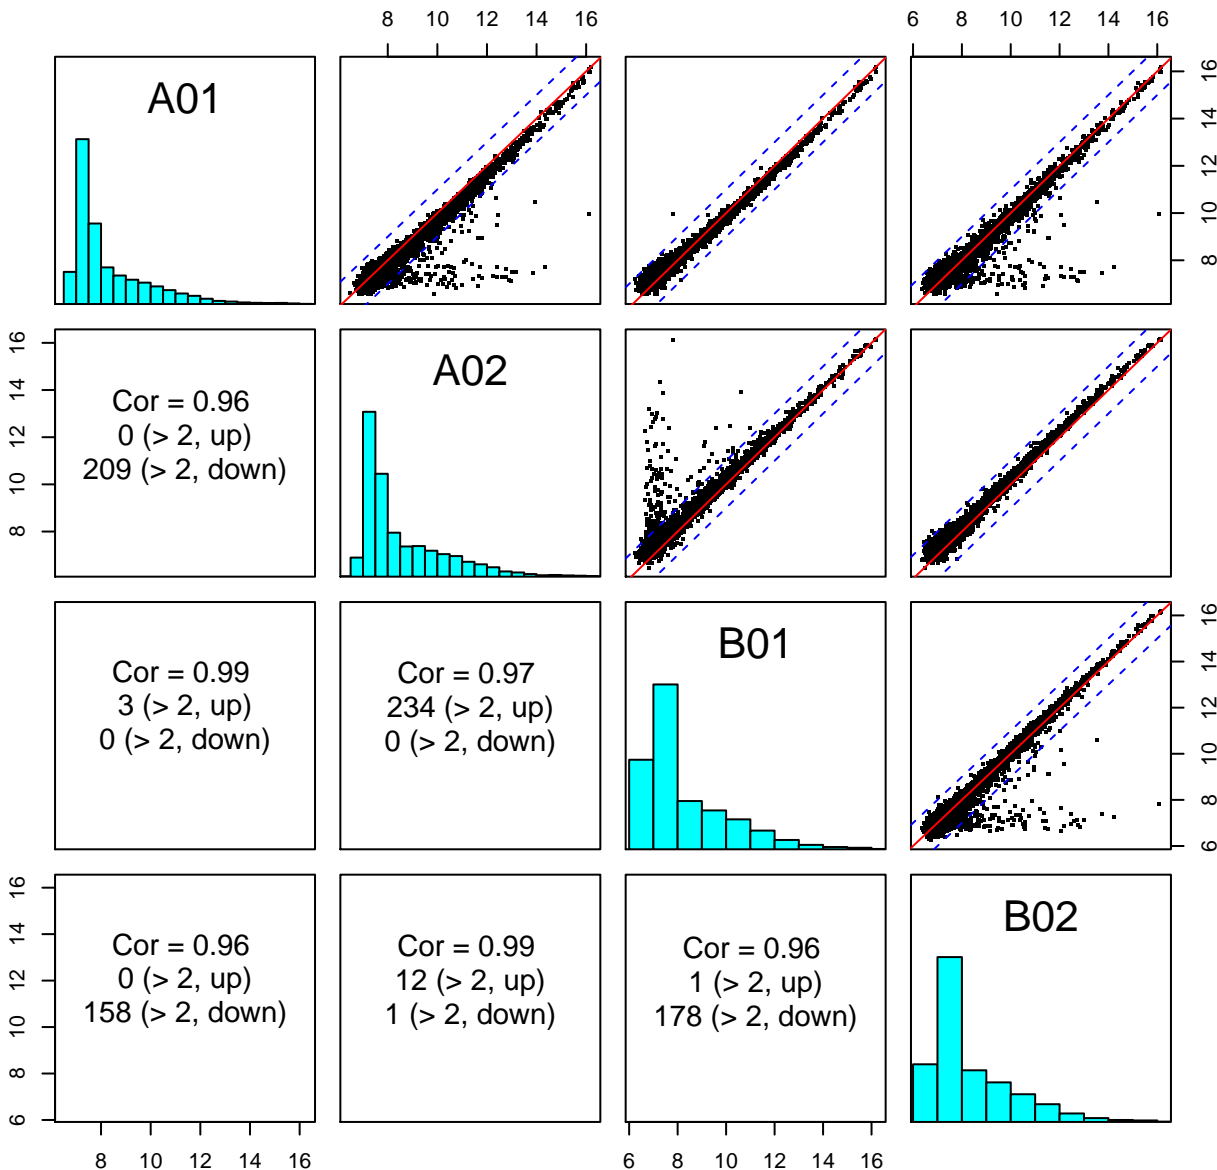 8 10 12 14 16
6 8 10 12 14 16
A01
8 10 12 14 16
8 10 12 14 16
Cor = 0.96
0 (> 2, up)
209 (> 2, down)
A02
Cor = 0.99
3 (> 2, up)
0 (> 2, down)
Cor = 0.97
234 (> 2, up)
0 (> 2, down)
B01
6 8 10 12 14 16
6 8 10 12 14 16
Cor = 0.96
0 (> 2, up)
158 (> 2, down)
Cor = 0.99
12 (> 2, up)
1 (> 2, down)
Cor = 0.96
1 (> 2, up)
178 (> 2, down)
B02
8 10 12 14 16
6 8 10 12 14 16